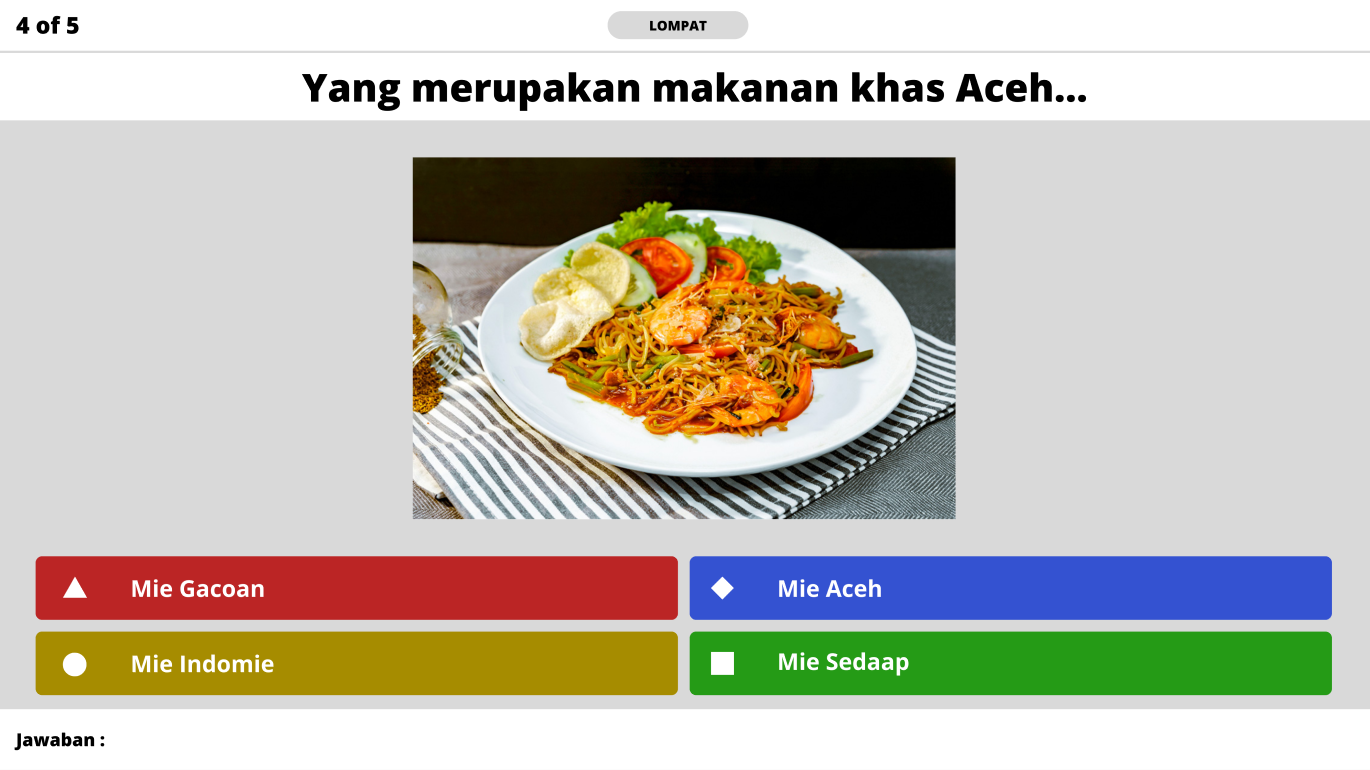 4 of 5
LOMPAT
Yang merupakan makanan khas Aceh...
Mie Gacoan
Mie Aceh
Mie Indomie
Mie Sedaap
Jawaban :